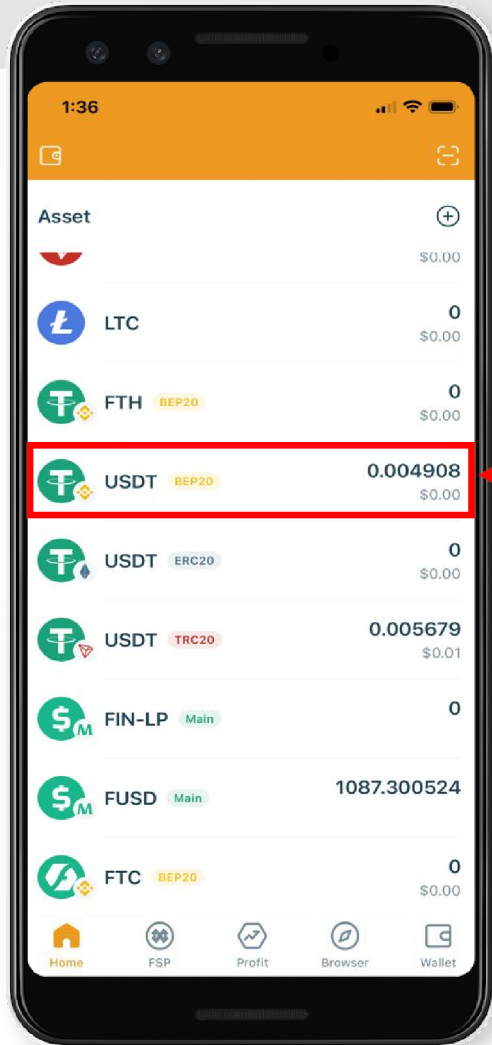 1:36
Asset
$0.00
LTC
0
$0.00
FTH BEP20
0
$0.00
USDT BEP20
0.004908
$0.00
USDT ERC20
0
$0.00
USDT TRC20
0.005679
$0.01
FIN-LP Main
0
FUSD Main
1087.300524
FTC BEP20
0
$0.00
Home FSP Profit Browser Wallet